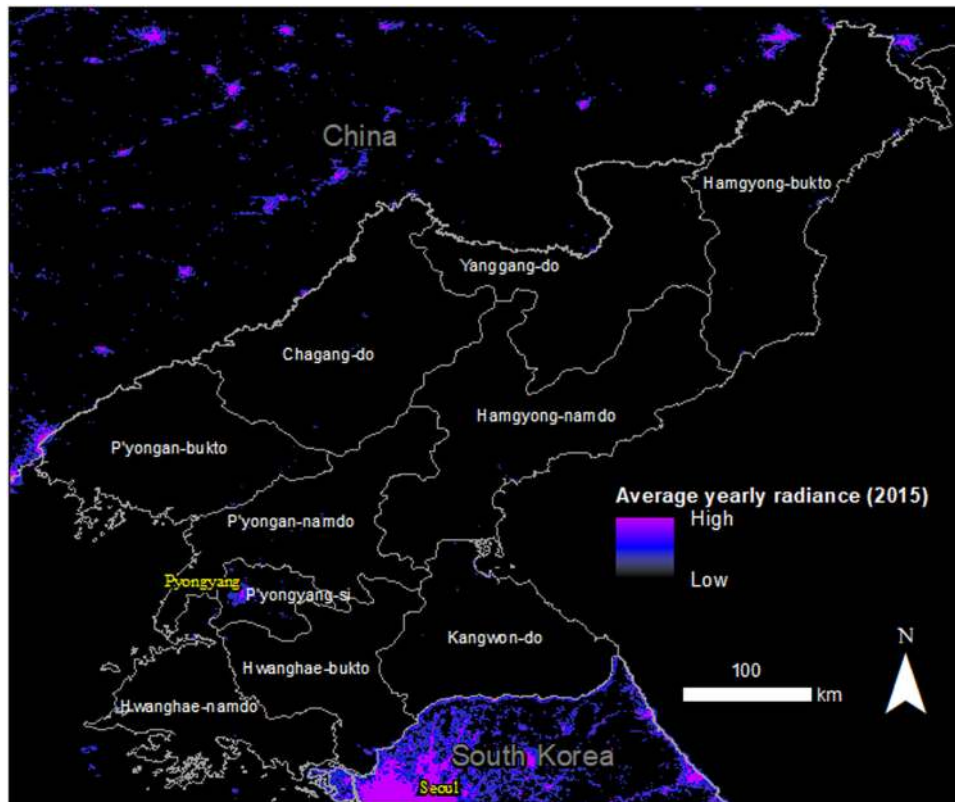 China
Hamgyong-bukto
Yanggang-do
Chagang-do
Hamgyong-namdo
P'yongan-bukto
Average yearly radiance (2015)
High
Low
P'yongan-namdo
Pyongyang
P'yongyang-si
Kangwon-do
N
Hwanghae-bukto
100
km
Hwanghae-namdo
South Korea
Seoul